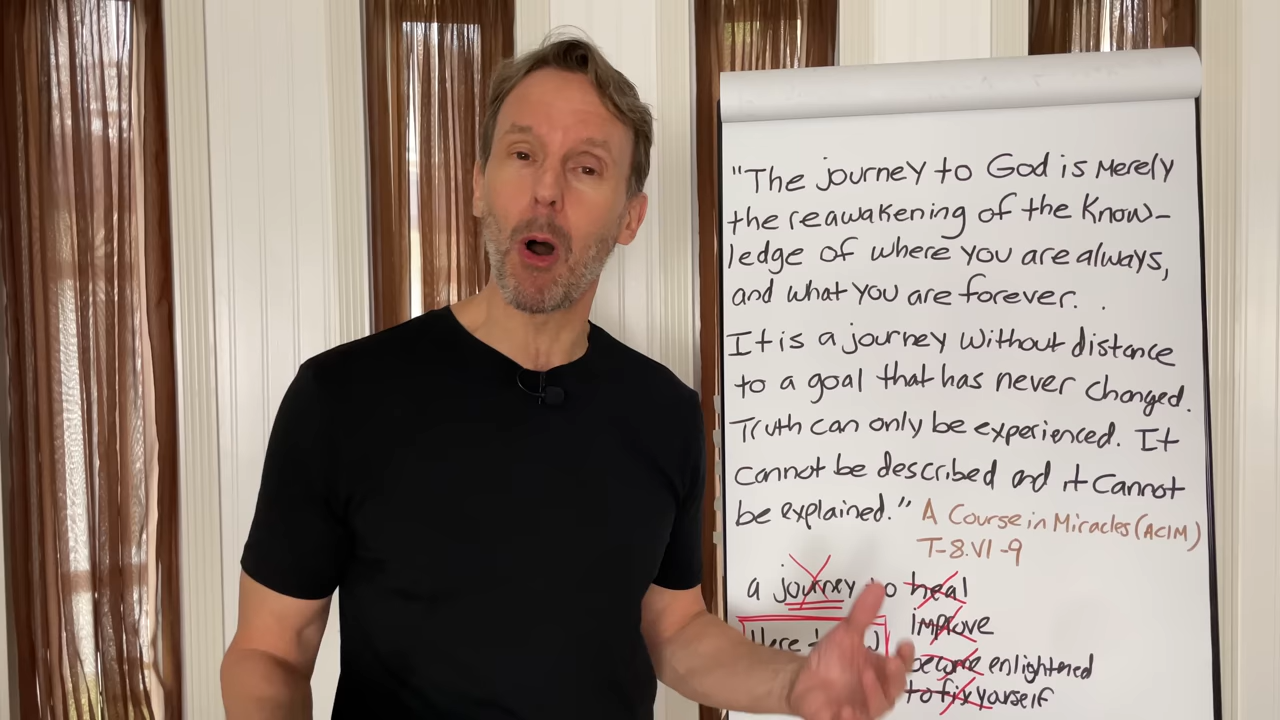 "The journey to God is Merely
the reawakening of the Know-
ledge of where you are always,
and what you are forever.
It is a journey without distance
to a goal that has never changed.
Truth can only be experienced. It
cannot be described and it cannot
be explained." A Course in Miracles (ACIM)
T-8.VI-9
a journey to heal
improve
Here
become enlightened
to fix yourself